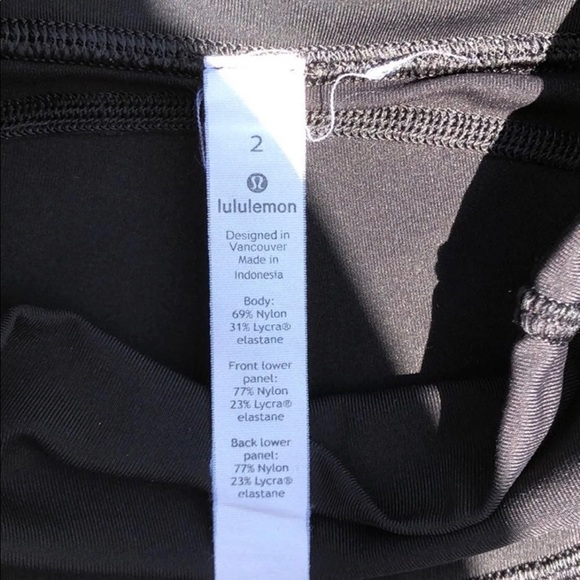 2
lululemon
Designed in
Vancouver
Made in
Indonesia
Body:
69% Nylon
31% Lycra®
elastane
Front lower
panel:
77% Nylon
23% Lycra®
elastane
Back lower
panel:
77% Nylon
23% Lycra®
elastane